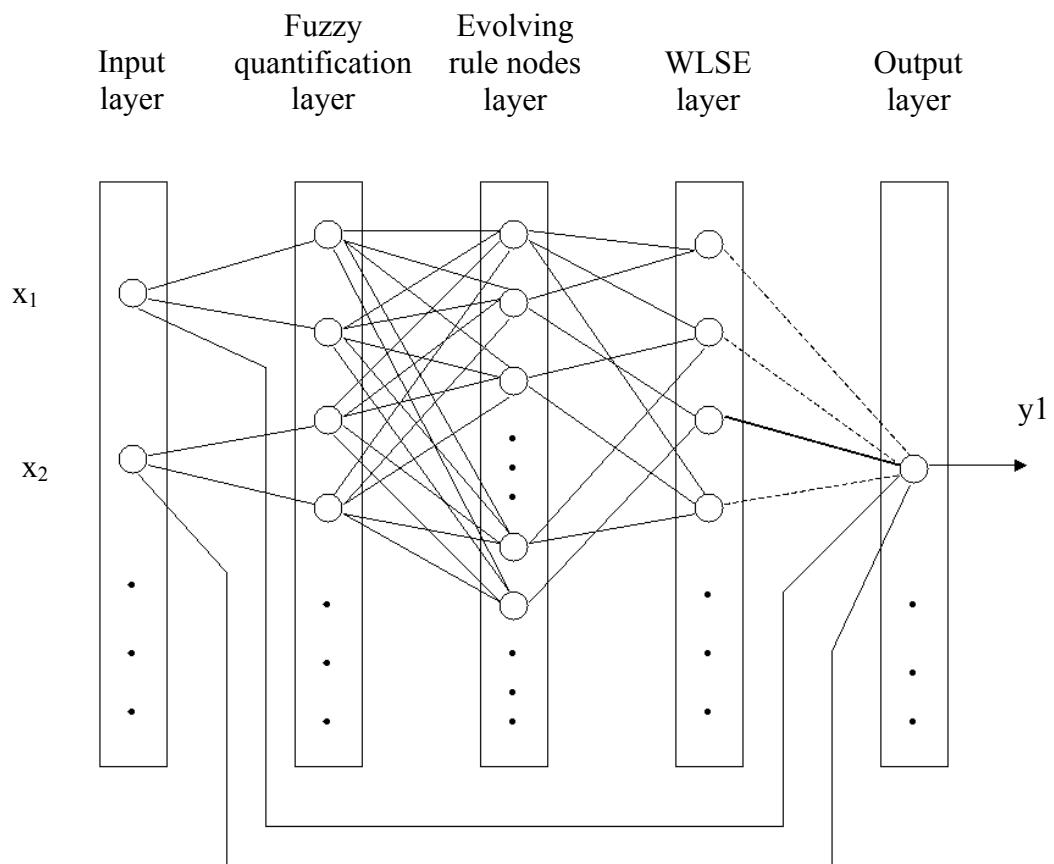 Input
layer
Fuzzy
quantification
layer
Evolving
rule nodes
layer
WLSE
layer
Output
layer
x₁
x₂
y1